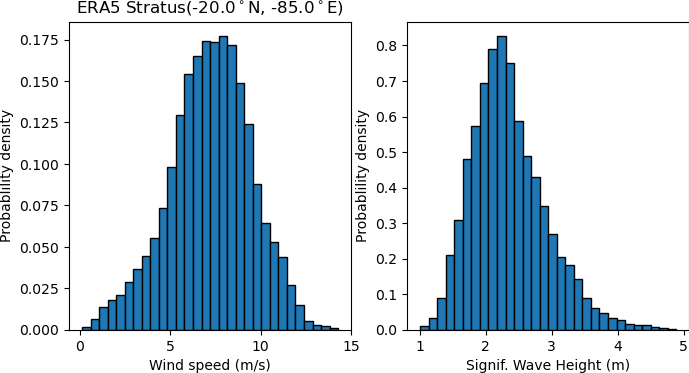 ERA5 Stratus(-20.0°N, -85.0°E)
0.175
0.150
0.125
0.100
0.075
0.050
0.025
0.000
Probablility density
0 5 10 15
Wind speed (m/s)
0.8
0.7
0.6
0.5
0.4
0.3
0.2
0.1
0.0
Probablility density
1 2 3 4 5
Signif. Wave Height (m)